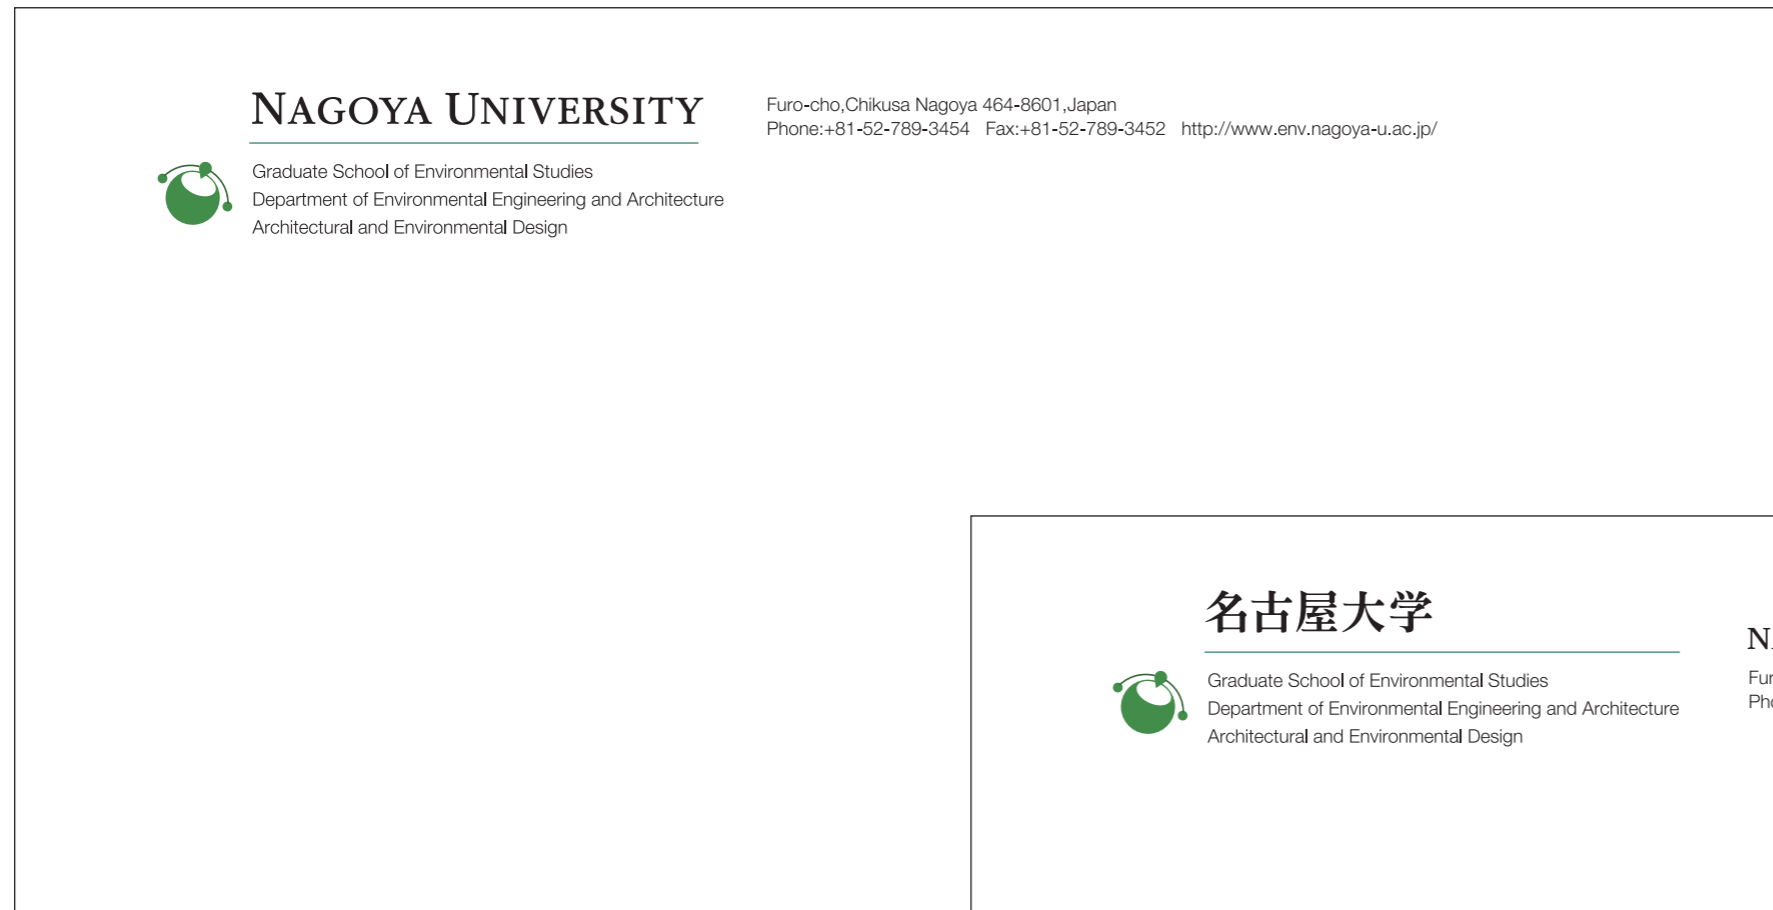 NAGOYA UNIVERSITY
Graduate School of Environmental Studies
Department of Environmental Engineering and Architecture
Architectural and Environmental Design
Furo-cho,Chikusa Nagoya 464-8601,Japan
Phone:+81-52-789-3454 Fax:+81-52-789-3452 http://www.env.nagoya-u.ac.jp/
名古屋大学
Graduate School of Environmental Studies
Department of Environmental Engineering and Architecture
Architectural and Environmental Design